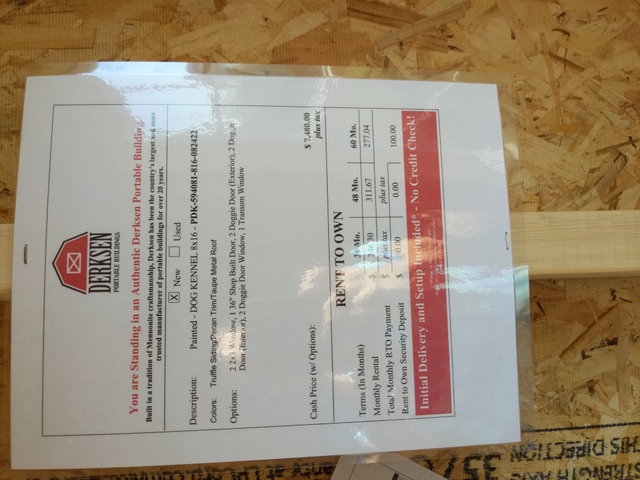 DERKSEN
PORTABLE BUILDINGS
You are Standing in an Authentic Derksen Portable Building.
Built in a tradition of Mennonite craftsmanship, Derksen has been the country's largest and most
trusted manufacturer of portable buildings for over 20 years.
X New Used
Description: Painted - DOG KENNEL 8x16 - PDK-594081-816-082422
Colors: Truffle Siding/Pecan Trim/Taupe Metal Roof
Options: 2 2x3 Window, 1 36" Shop Built Door, 2 Doggie Door (Exterior), 2 Doggie
Door (Interior), 2 Doggie Door Window, 1 Transom Window
Cash Price (w/ Options): $ 7,480.00
plus tax
RENT TO OWN
Terms (In Months) 36 Mo. 48 Mo. 60 Mo.
Monthly Rental $ 311.67 277.04
Total Monthly RTO Payment $ plus tax plus tax
Rent to Own Security Deposit $ 0.00 0.00 100.00
Initial Delivery and Setup Included* - No Credit Check!
STRENGTH AXIS
THIS DIRECTION